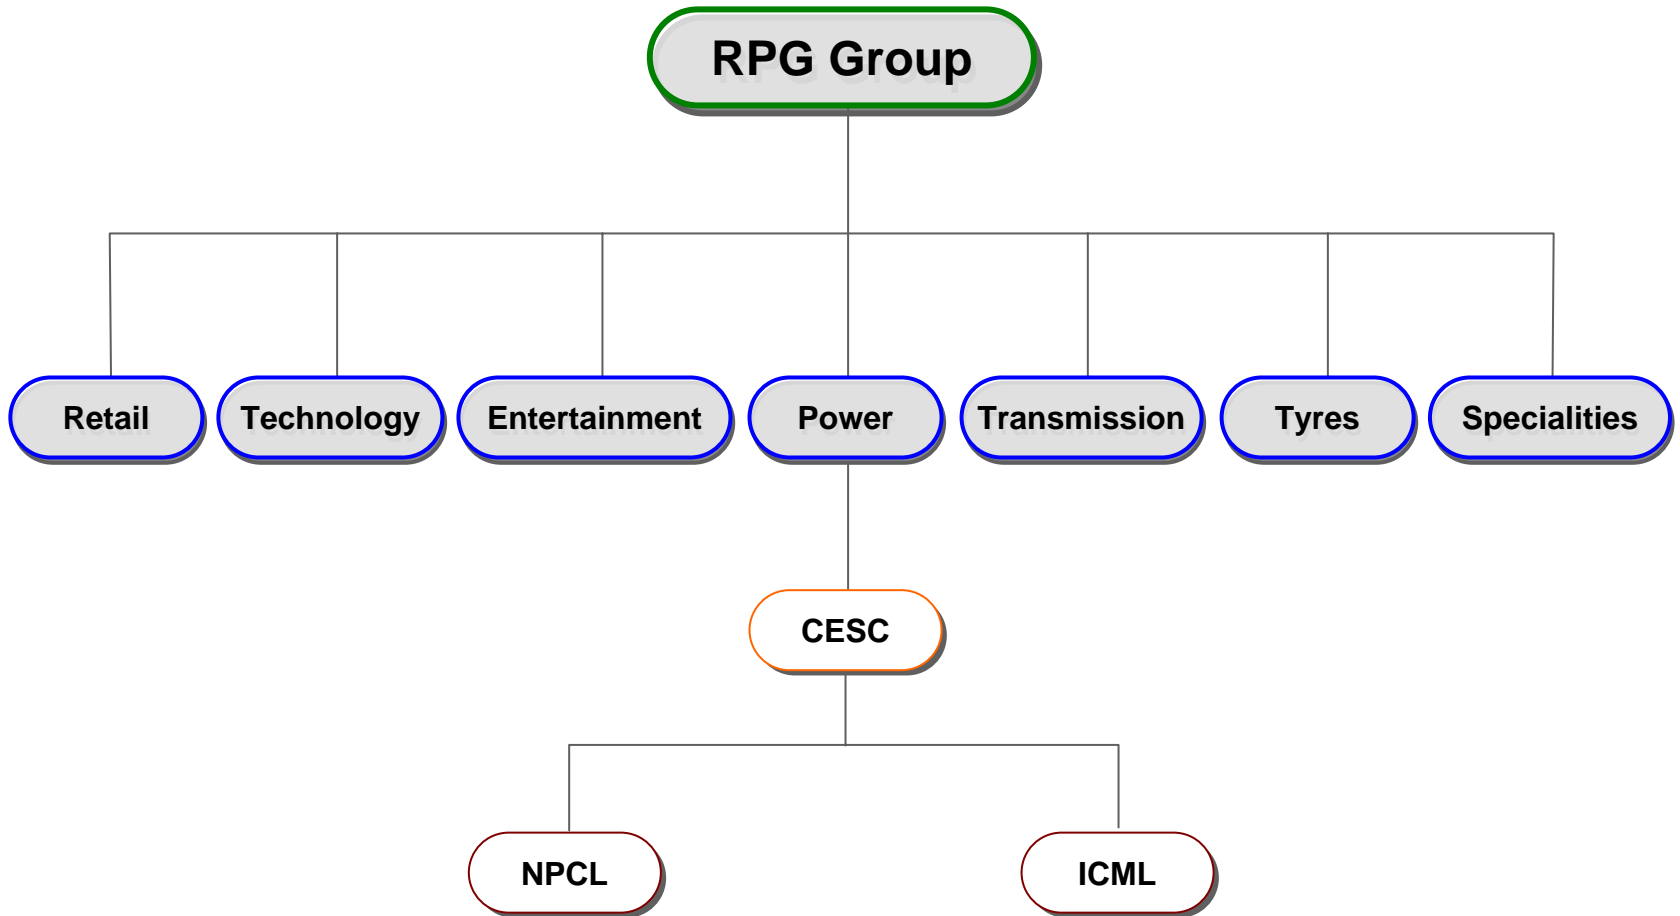 RPG Group
Retail
Technology
Entertainment
Power
Transmission
Tyres
Specialities
CESC
NPCL
ICML